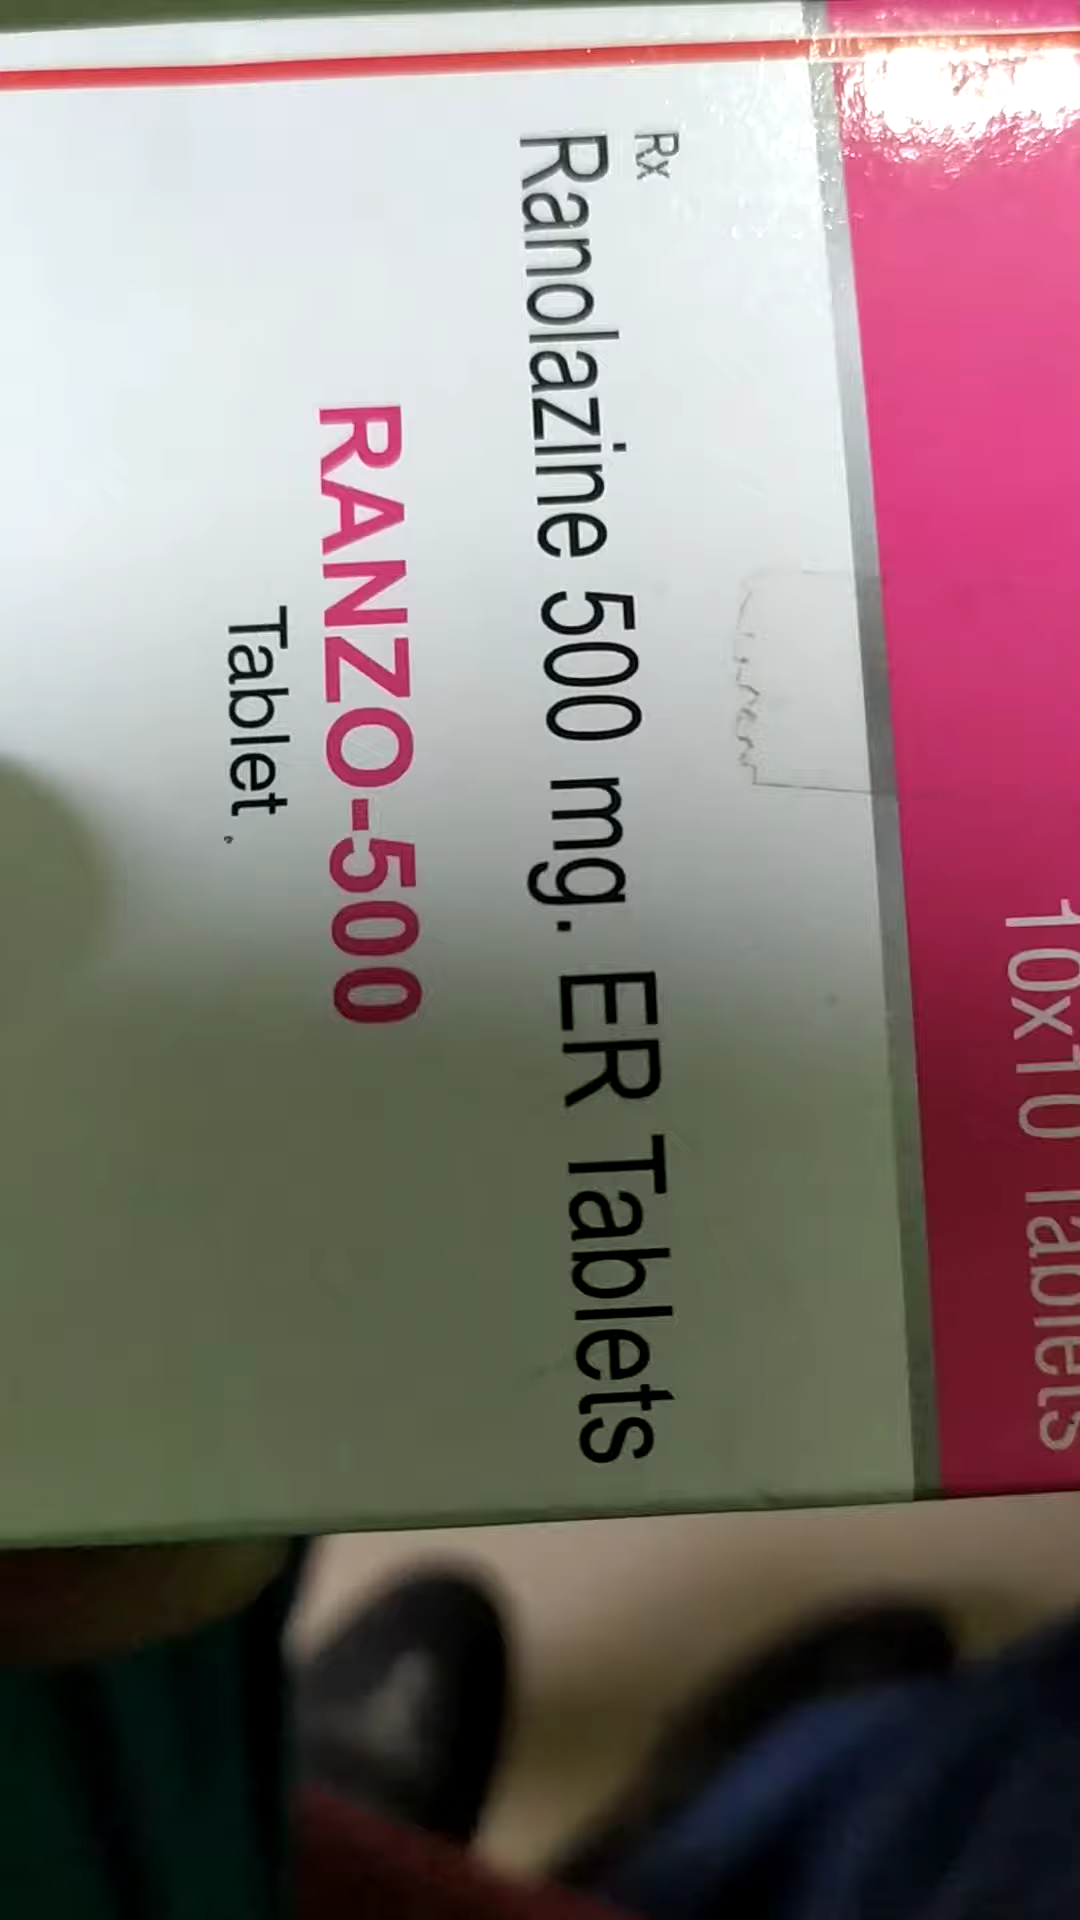 Rx
Ranolazine 500 mg. ER Tablets
RANZO-500
Tablet
10x10 Tablets